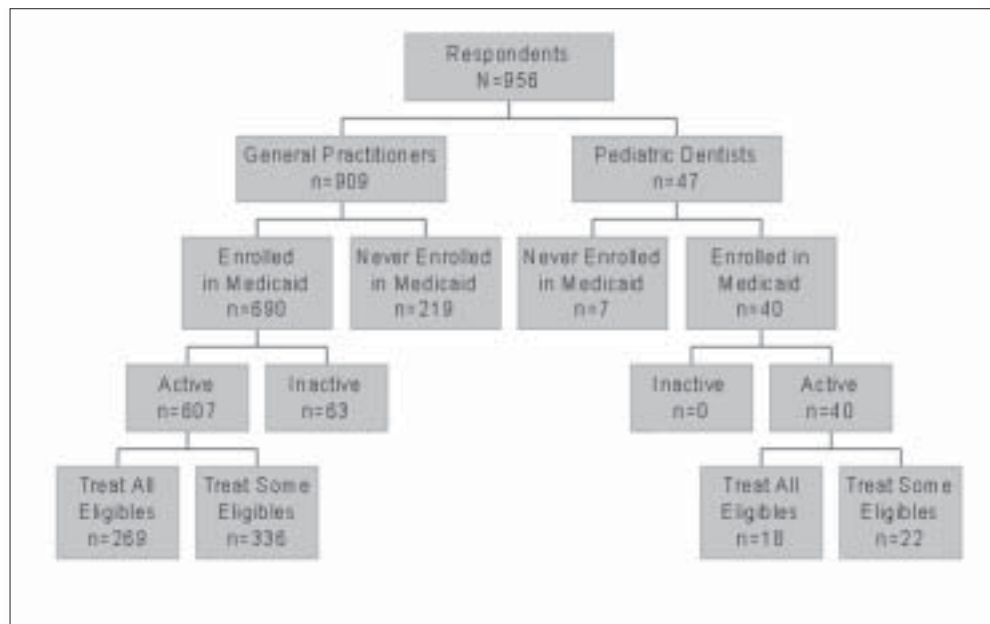 Respondents
N=956
General Practitioners
n=909
Pediatric Dentists
n=47
Enrolled
in Medicaid
n=690
Never Enrolled
in Medicaid
n=219
Never Enrolled
in Medicaid
n=7
Enrolled in
Medicaid
n=40
Active
n=607
Inactive
n=63
Inactive
n=0
Active
n=40
Treat All
Eligibles
n=269
Treat Some
Eligibles
n=336
Treat All
Eligibles
n=18
Treat Some
Eligibles
n=22